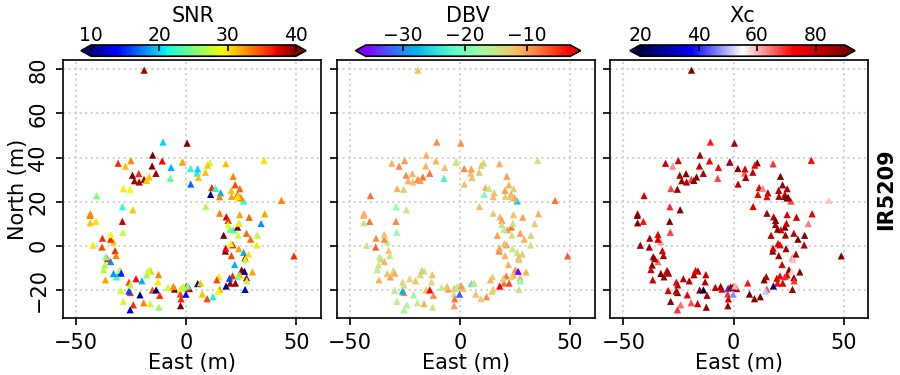 SNR DBV Xc
10 20 30 40 −30 −20 −10 20 40 60 80
80
60
40
20
0
−20
North (m)
−50 0 50 −50 0 50 −50 0 50
East (m) East (m) East (m)
IR5209